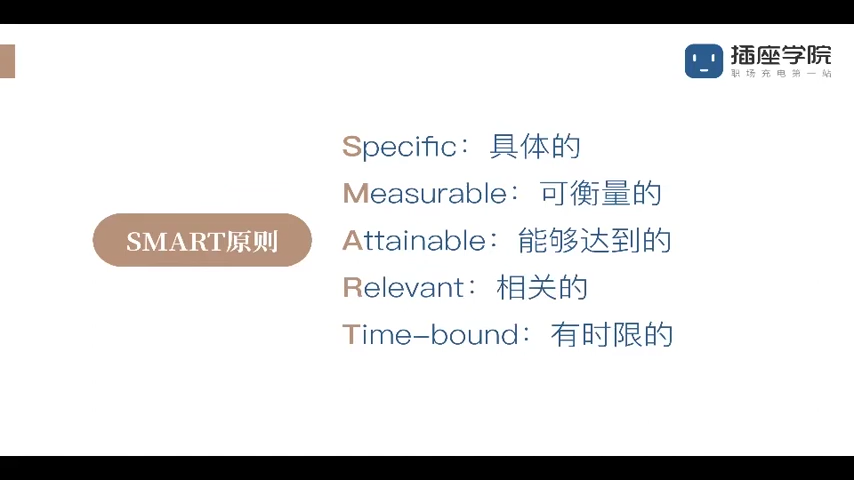 插座学院
职场充电第一站
Specific：具体的
Measurable：可衡量的
SMART原则
Attainable：能够达到的
Relevant：相关的
Time-bound：有时限的